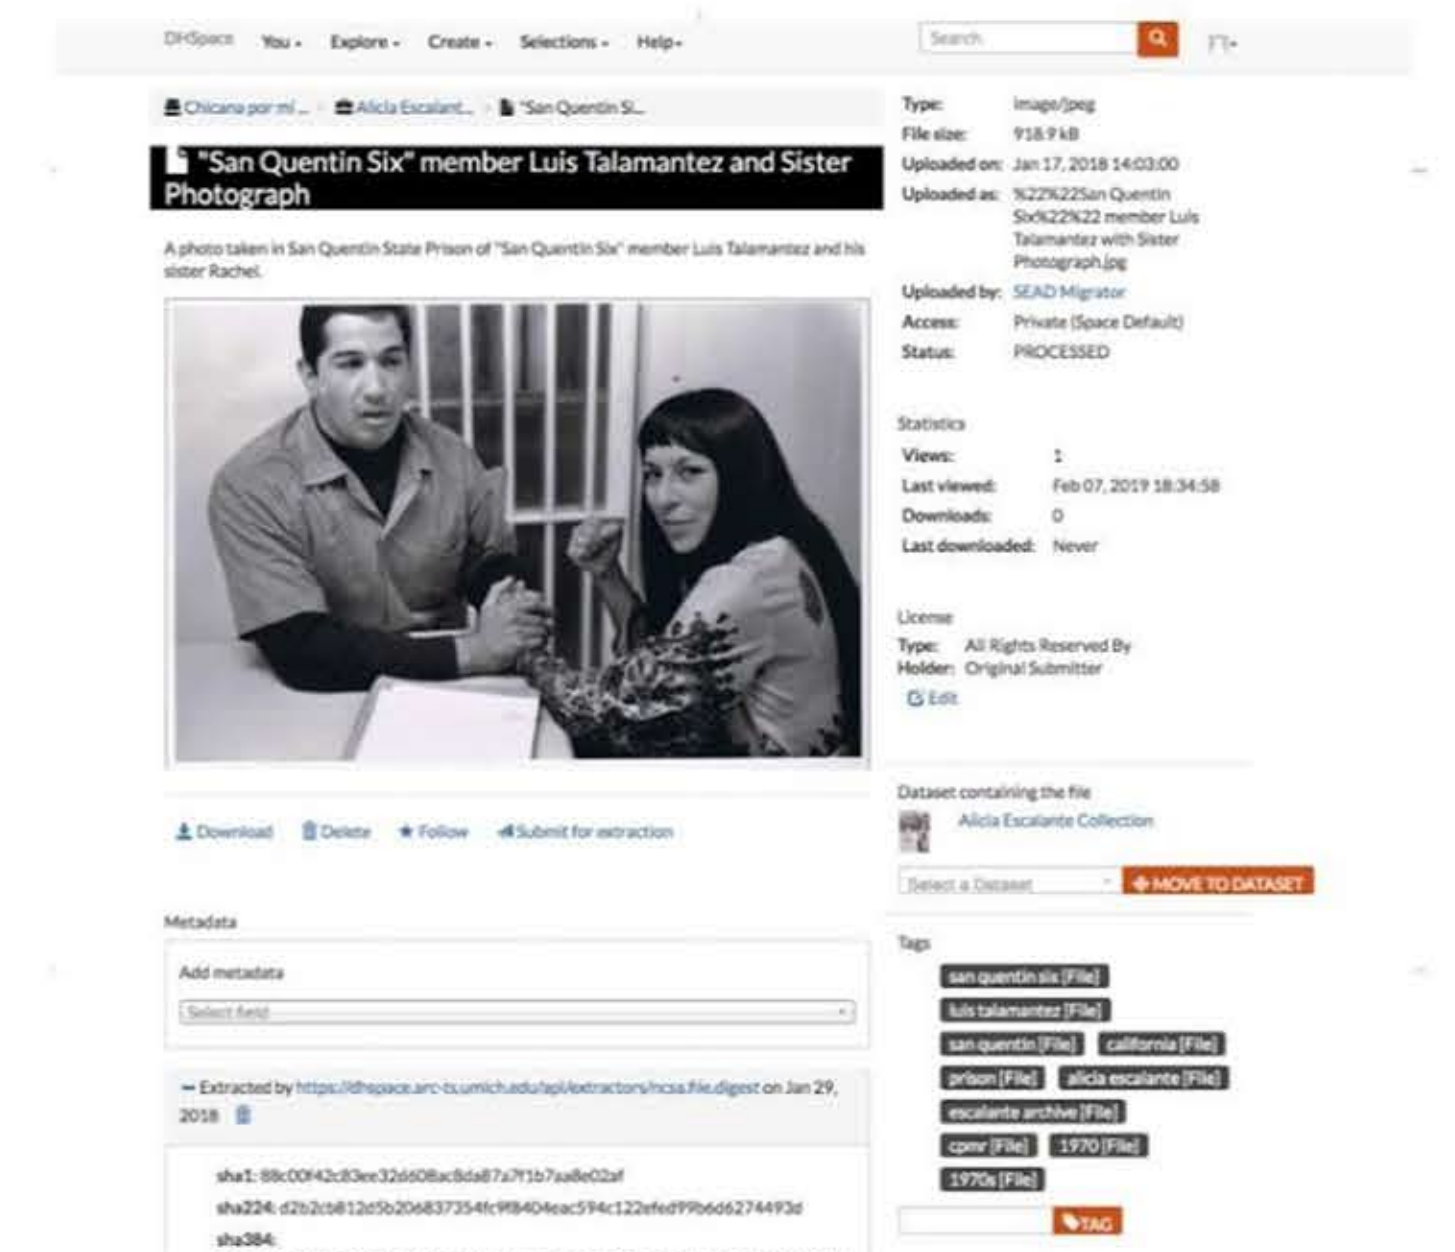 DHSpace You Explore Create Selections Help Search
Chicana por mi ... Alicia Escalant... "San Quentin Si...
"San Quentin Six" member Luis Talamantez and Sister
Photograph
A photo taken in San Quentin State Prison of "San Quentin Six" member Luis Talamantez and his
sister Rachel.
Download Delete Follow Submit for extraction
Metadata
Add metadata
Select field
Extracted by https://dhspace.arc-ts.umich.edu/api/extractors/ncsa.file.digest on Jan 29,
2018
sha1:
sha224:
sha384:
Type: image/jpeg
File size: 918.9 kB
Uploaded on: Jan 17, 2018 14:03:00
Uploaded as: %22%22San Quentin
Six%22%22 member Luis
Talamantez with Sister
Photograph.jpg
Uploaded by: SEAD Migrator
Access: Private (Space Default)
Status: PROCESSED
Statistics
Views: 1
Last viewed: Feb 07, 2019 18:34:58
Downloads: 0
Last downloaded: Never
License
Type: All Rights Reserved By
Holder: Original Submitter
Edit
Dataset containing the file
Alicia Escalante Collection
Select a Dataset MOVE TO DATASET
Tags
san quentin six [File]
luis talamantez [File]
san quentin [File] california [File]
prison [File] alicia escalante [File]
escalante archive [File]
cpmr [File] 1970 [File]
1970s [File]
TAG